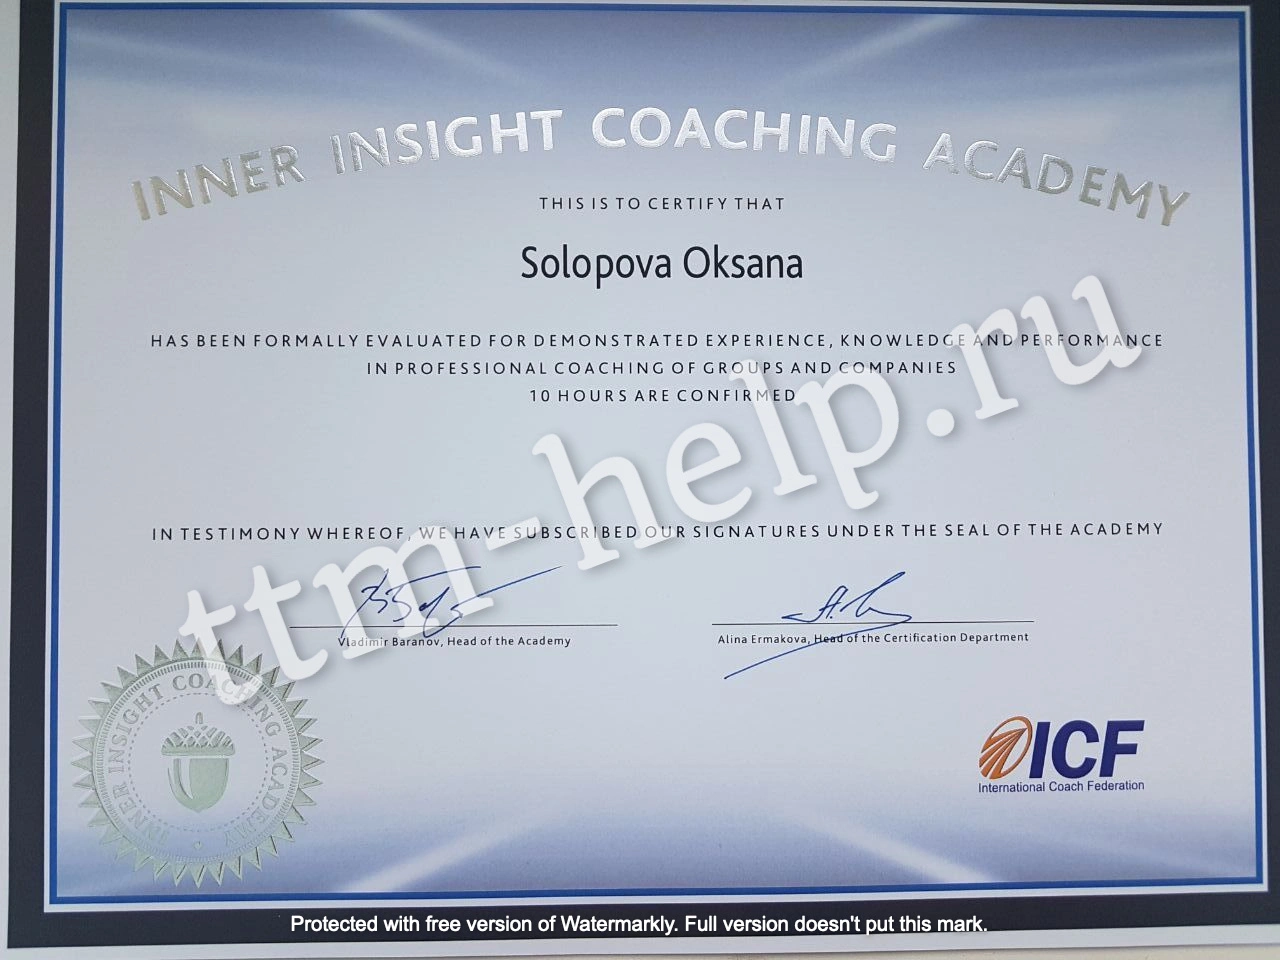 INNER INSIGHT COACHING ACADEMY
THIS IS TO CERTIFY THAT
Solopova Oksana
HAS BEEN FORMALLY EVALUATED FOR DEMONSTRATED EXPERIENCE, KNOWLEDGE AND PERFORMANCE
IN PROFESSIONAL COACHING OF GROUPS AND COMPANIES
10 HOURS ARE CONFIRMED
ttm-help.ru
IN TESTIMONY WHEREOF, WE HAVE SUBSCRIBED OUR SIGNATURES UNDER THE SEAL OF THE ACADEMY
Vladimir Baranov, Head of the Academy
Alina Ermakova, Head of the Certification Department
INNER INSIGHT COACHING ACADEMY
ICF
International Coach Federation
Protected with free version of Watermarkly. Full version doesn't put this mark.